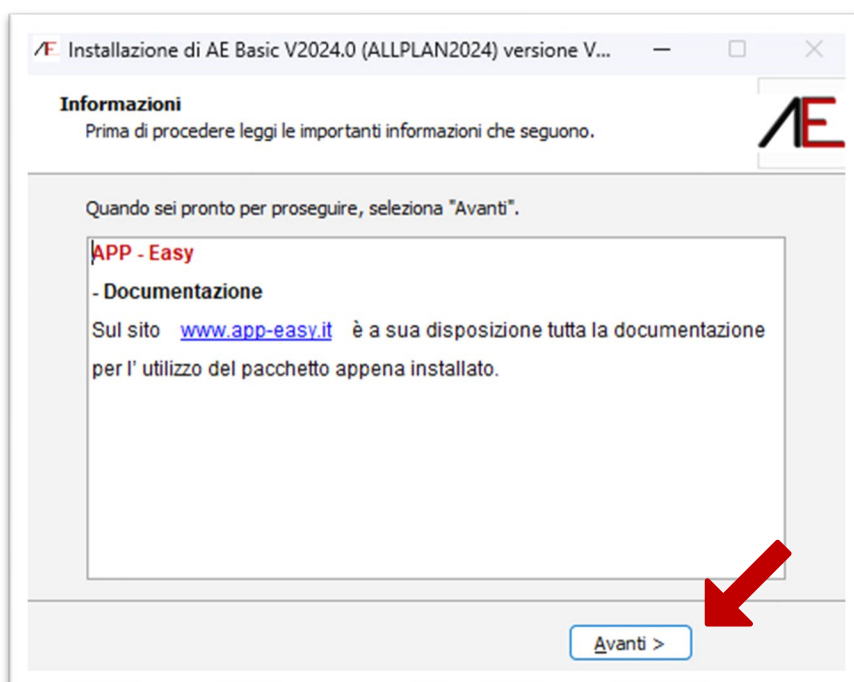 Installazione di AE Basic V2024.0 (ALLPLAN2024) versione V...
Informazioni
Prima di procedere leggi le importanti informazioni che seguono.
AE
Quando sei pronto per proseguire, seleziona "Avanti".
APP - Easy
- Documentazione
Sul sito www.app-easy.it è a sua disposizione tutta la documentazione
per l' utilizzo del pacchetto appena installato.
Avanti >